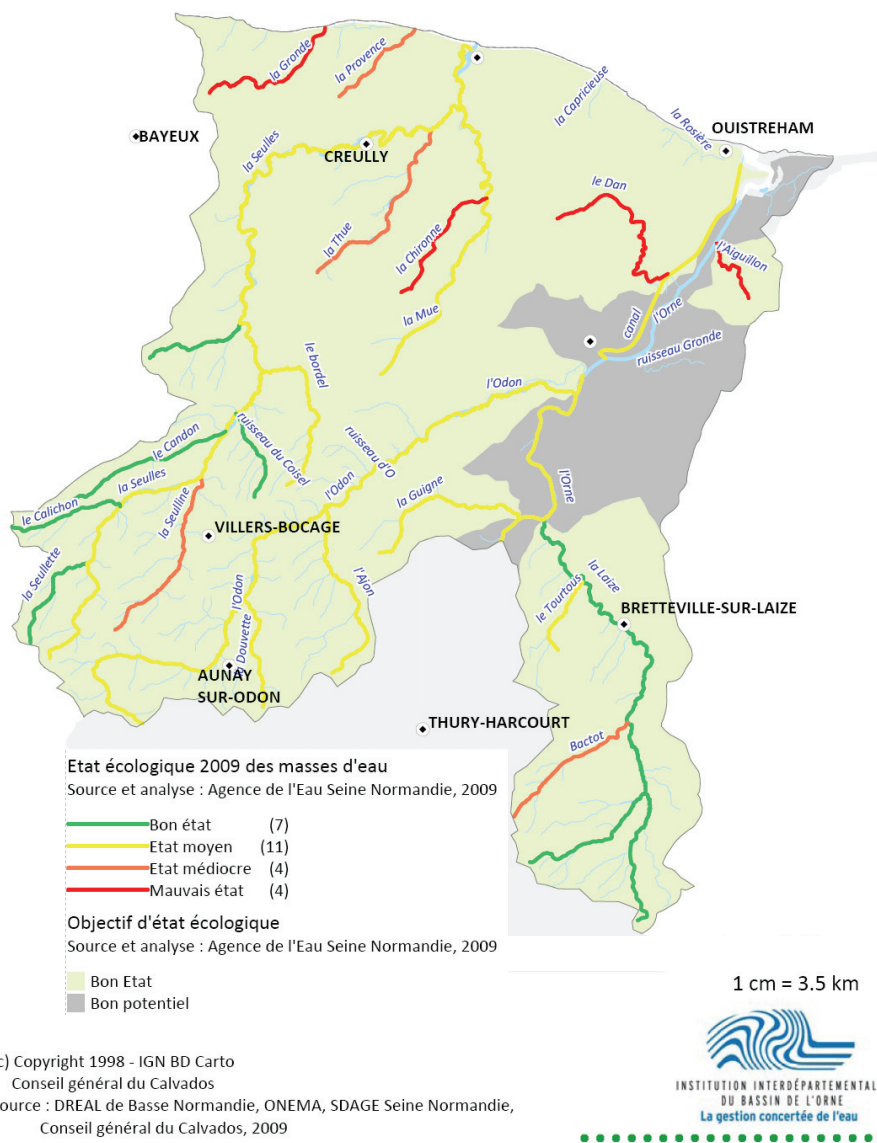 la Gronde
la Provence
la Capricieuse
la Rosière
BAYEUX
la Seulles
CREULLY
OUISTREHAM
le Dan
la Thue
la Chironne
l'Aiguillon
la Mue
canal
l'Orne
ruisseau Gronde
le bordel
l'Odon
ruisseau du Coisel
ruisseau d'O
le Candon
la Seulles
l'Odon
la Guigne
l'Orne
le Calichon
la Seulline
VILLERS-BOCAGE
la Seullette
l'Odon
l'Ajon
la Laize
le Tourtous
BRETTEVILLE-SUR-LAIZE
la Douvette
AUNAY
SUR-ODON
THURY-HARCOURT
Bactot
Etat écologique 2009 des masses d'eau
Source et analyse : Agence de l'Eau Seine Normandie, 2009
Bon état (7)
Etat moyen (11)
Etat médiocre (4)
Mauvais état (4)
Objectif d'état écologique
Source et analyse : Agence de l'Eau Seine Normandie, 2009
Bon Etat
Bon potentiel
1 cm = 3.5 km
c) Copyright 1998 - IGN BD Carto
Conseil général du Calvados
ource : DREAL de Basse Normandie, ONEMA, SDAGE Seine Normandie,
Conseil général du Calvados, 2009
INSTITUTION INTERDÉPARTEMENTALE
DU BASSIN DE L'ORNE
La gestion concertée de l'eau